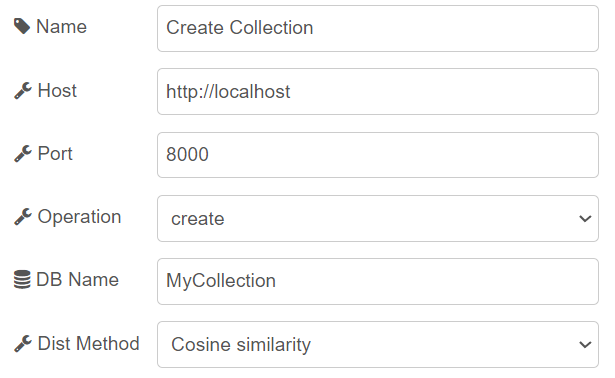 Name Create Collection
Host http://localhost
Port 8000
Operation create
DB Name MyCollection
Dist Method Cosine similarity